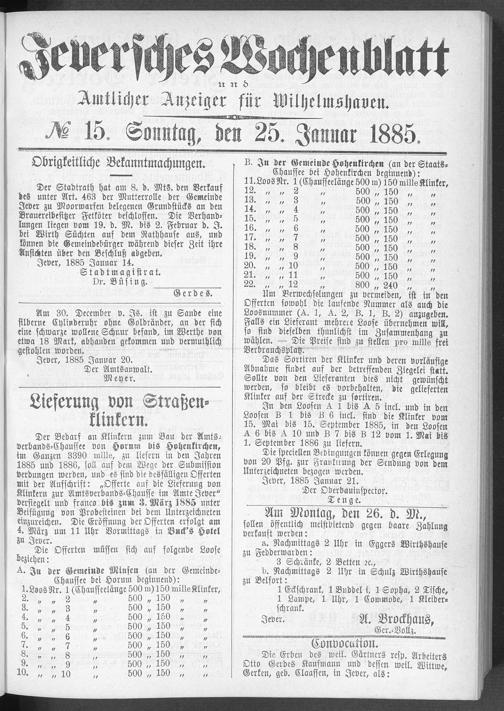 Jeversches Wochenblatt
und
Amtlicher Anzeiger für Wilhelmshaven.
№ 15. Sonntag, den 25. Januar 1885.
Obrigkeitliche Bekanntmachungen.
Der Stadtrath hat am 8. d. Mts. den Verkauf
des unter Art. 463 der Mutterrolle der Gemeinde
Jever zu Moorwarfen belegenen Grundstücks an den
Brauereibesitzer Fetköter beschlossen. Die Verhand-
lungen liegen vom 19. d. M. bis 2. Februar d. J.
bei Wirth Süchten auf dem Rathhause aus, und
können die Gemeindebürger während dieser Zeit ihre
Ansichten über den Beschluß abgeben.
Jever, 1885 Januar 14.
Stadtmagistrat.
Dr. Büsing.
Gerdes.
Am 30. December v. Js. ist zu Sande eine
silberne Cylinderuhr ohne Goldränder, an der sich
eine schwarze wollene Schnur befand, im Werthe von
etwa 18 Mark, abhanden gekommen und vermuthlich
gestohlen worden.
Jever, 1885 Januar 20.
Der Amtsanwalt.
Meyer.
Lieferung von Straßen-
klinkern.
Der Bedarf an Klinkern zum Bau der Amts-
verbands-Chaussee von Horum bis Hohenkirchen,
im Ganzen 3390 mille, zu liefern in den Jahren
1885 und 1886, soll auf dem Wege der Submission
verdungen werden, und es sind die desfälligen Offerten
mit der Aufschrift: „Offerte auf die Lieferung von
Klinkern zur Amtsverbands-Chaussee im Amte Jever“
versiegelt und franco bis zum 3. März 1885 unter
Beifügung von Probesteinen bei den Unterzeichneten
einzureichen. Die Eröffnung der Offerten erfolgt am
4. März um 11 Uhr Vormittags in Bud's Hotel
zu Jever.
Die Offerten müssen sich auf folgende Loose
beziehen:
A. In der Gemeinde Minsen (an der Gemeinde-
Chaussee bei Horum beginnend):
1. Loos Nr. 1 (Chausseelänge 500 m) 150 mille Klinker,
2. „ „ 2 „ 500 „ 150 „ „
3. „ „ 3 „ 500 „ 150 „ „
4. „ „ 4 „ 500 „ 150 „ „
5. „ „ 5 „ 500 „ 150 „ „
6. „ „ 6 „ 500 „ 150 „ „
7. „ „ 7 „ 500 „ 150 „ „
8. „ „ 8 „ 500 „ 150 „ „
9. „ „ 9 „ 500 „ 150 „ „
10. „ „ 10 „ 500 „ 150 „ „
B. In der Gemeinde Hohenkirchen (an der Staats-
Chaussee bei Hohenkirchen beginnend):
11. Loos Nr. 1 (Chausseelänge 500 m) 150 mille Klinker,
12. „ „ 2 „ 500 „ 150 „ „
13. „ „ 3 „ 500 „ 150 „ „
14. „ „ 4 „ 500 „ 150 „ „
15. „ „ 5 „ 500 „ 150 „ „
16. „ „ 6 „ 500 „ 150 „ „
17. „ „ 7 „ 500 „ 150 „ „
18. „ „ 8 „ 500 „ 150 „ „
19. „ „ 9 „ 500 „ 150 „ „
20. „ „ 10 „ 500 „ 150 „ „
21. „ „ 11 „ 500 „ 150 „ „
22. „ „ 12 „ 800 „ 240 „ „
Um Verwechselungen zu vermeiden, ist in den
Offerten sowohl die laufende Nummer als auch die
Loosnummer (A. 1, A. 2, B. 1, B. 2) anzugeben.
Falls ein Lieferant mehrere Loose übernehmen will,
so sind dieselben thunlichst im Zusammenhang zu
wählen. — Die Preise sind zu stellen pro mille frei
Verbrauchsplatz.
Das Sortiren der Klinker und deren vorläufige
Abnahme findet auf der betreffenden Ziegelei statt.
Sollte von den Lieferanten dies nicht gewünscht
werden, so bleibt es ihnen vorbehalten, die gelieferten
Klinker auf der Strecke zu sortiren.
In den Loosen A 1 bis A 5 incl. und in den
Loosen B 1 bis B 6 incl. sind die Klinker vom
15. Mai bis 15. September 1885, in den Loosen
A 6 bis A 10 und B 7 bis B 12 vom 1. Mai bis
1. September 1886 zu liefern.
Die speciellen Bedingungen können gegen Erlegung
von 20 Pfg. zur Frankirung der Sendung von dem
Unterzeichneten bezogen werden.
Jever, 1885 Januar 21.
Der Oberbauinspector.
Tenge.
Am Montag, den 26. d. M.,
sollen öffentlich meistbietend gegen baare Zahlung
verkauft werden:
a. Nachmittags 2 Uhr in Eggers Wirthshause
zu Fedderwarden:
3 Schränke, 2 Betten ꝛc.,
b. Nachmittags 2 Uhr in Schulz Wirthshause
zu Belfort:
1 Eckschrank, 1 Buddel, 1 Sopha, 2 Tische,
1 Lampe, 1 Uhr, 1 Commode, 1 Kleider-
schrank.
Jever. A. Brockhaus,
Ger.-Vollz.
Convocation.
Die Erben des weil. Gärtners resp. Arbeiters
Otto Gerdes Kaufmann und dessen weil. Wittwe,
Gerken, geb. Claassen, in Jever, als: